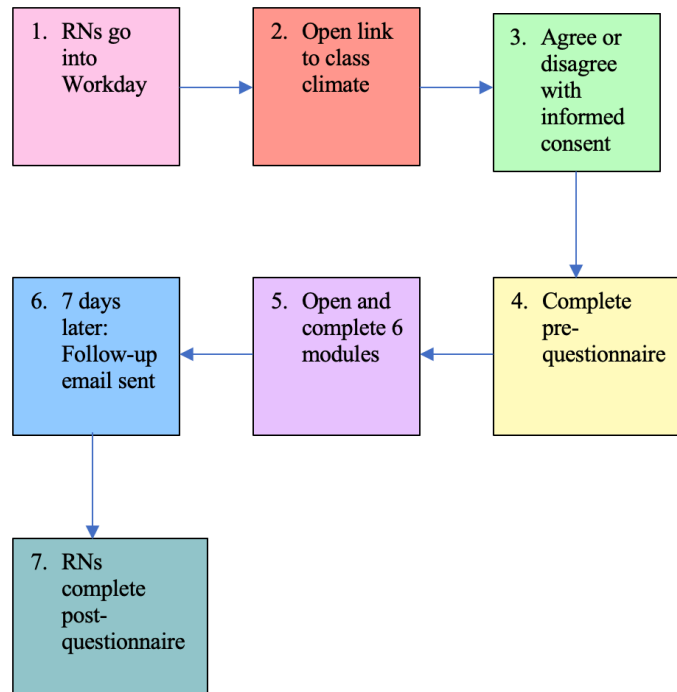 1. RNs go
into
Workday
2. Open link
to class
climate
3. Agree or
disagree
with
informed
consent
4. Complete
pre-
questionnaire
5. Open and
complete 6
modules
6. 7 days
later:
Follow-up
email sent
7. RNs
complete
post-
questionnaire